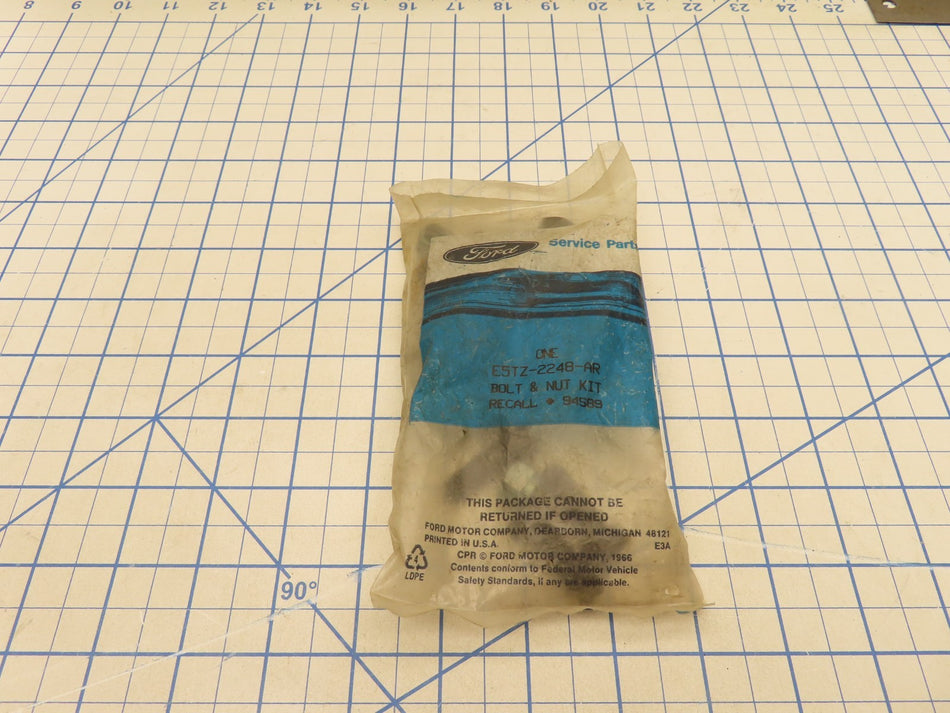 8 9 10 11 12 13 14 15 16 17 18 19 20 21 22 23 24 25
Ford Service Parts
ONE
E5TZ-2248-AR
BOLT & NUT KIT
RECALL # 94S89
THIS PACKAGE CANNOT BE
RETURNED IF OPENED
FORD MOTOR COMPANY, DEARBORN, MICHIGAN 48121
PRINTED IN U.S.A. E3A
CPR © FORD MOTOR COMPANY, 1966
Contents conform to Federal Motor Vehicle
Safety Standards, if any are applicable.
4
LDPE
90°